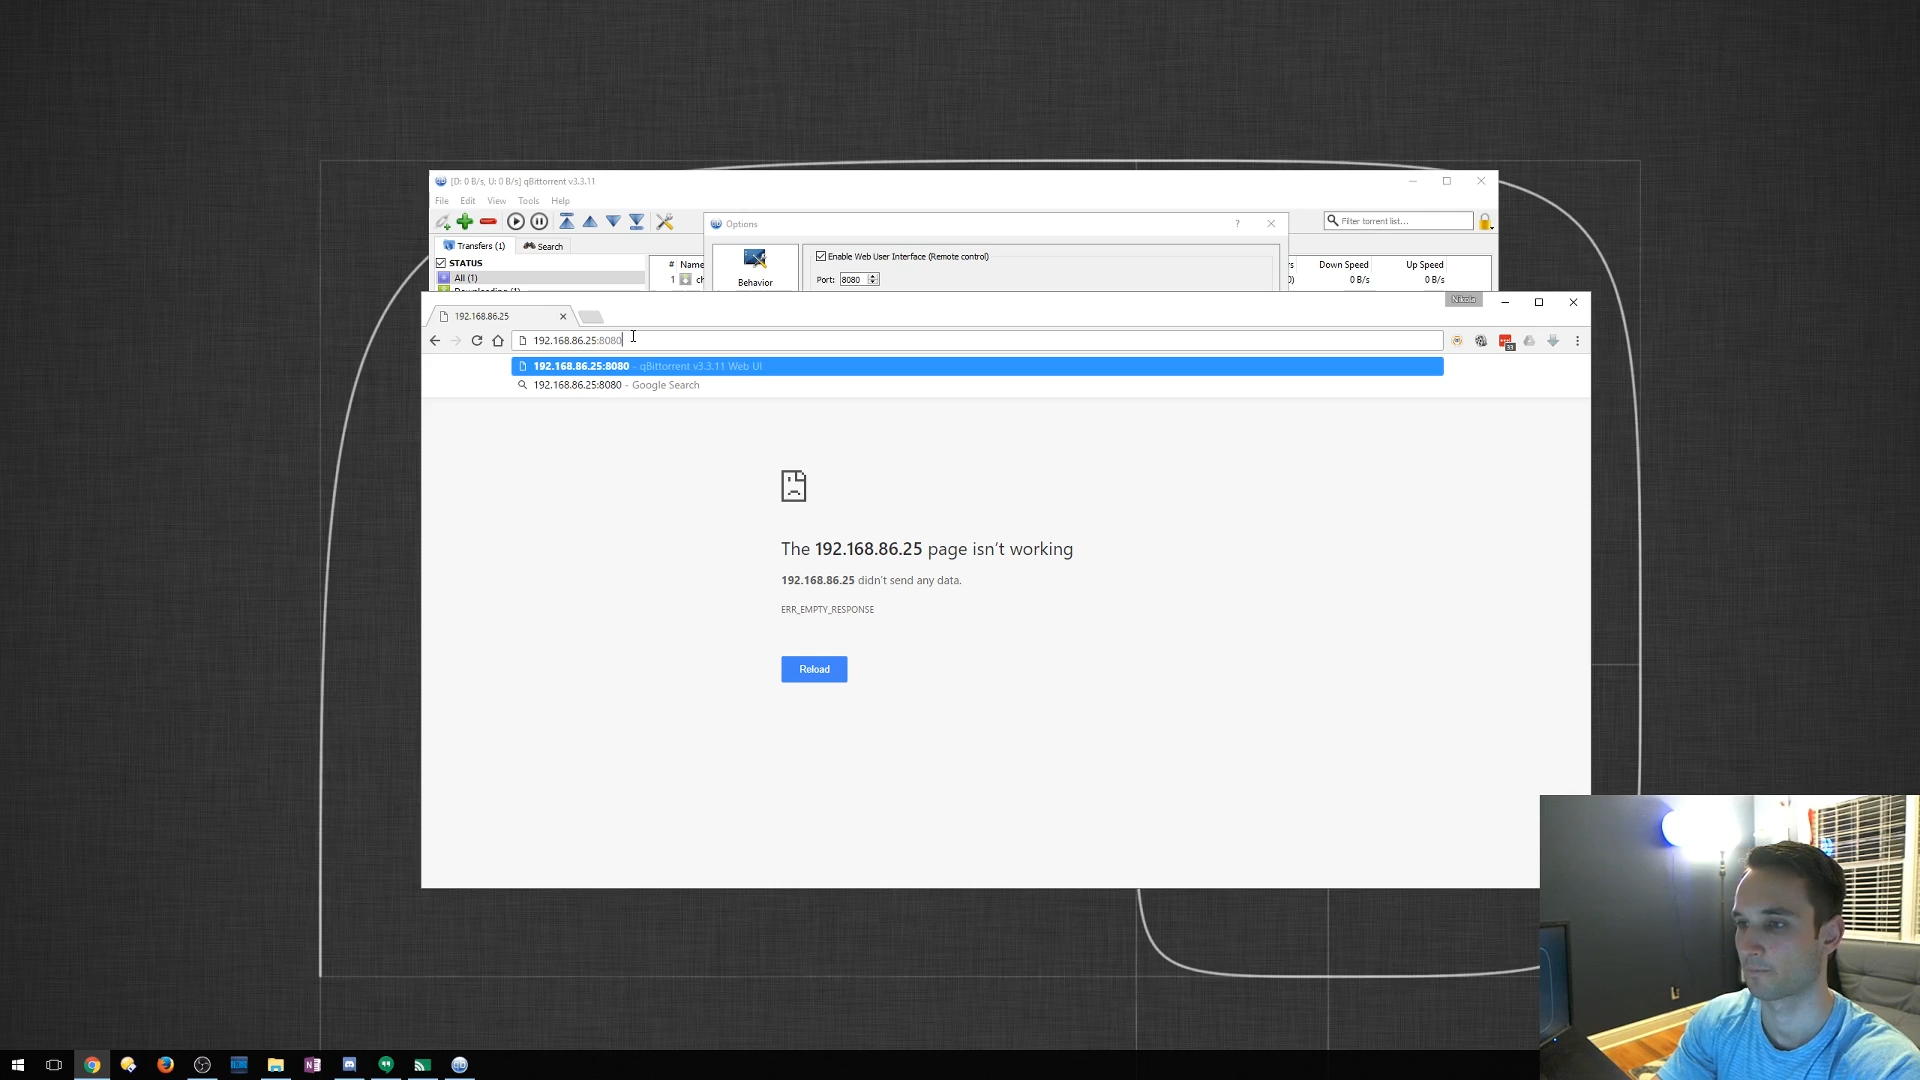 [D: 0 B/s, U: 0 B/s] qBittorrent v3.3.11
File Edit View Tools Help
Filter torrent list...
Options
Transfers (1) Search
STATUS
All (1)
# Name
1
Behavior
Enable Web User Interface (Remote control)
Port: 8080
Down Speed Up Speed
0 B/s 0 B/s
Nikola
192.168.86.25
192.168.86.25:8080
192.168.86.25:8080 - qBittorrent v3.3.11 Web UI
192.168.86.25:8080 - Google Search
The 192.168.86.25 page isn't working
192.168.86.25 didn't send any data.
ERR_EMPTY_RESPONSE
Reload